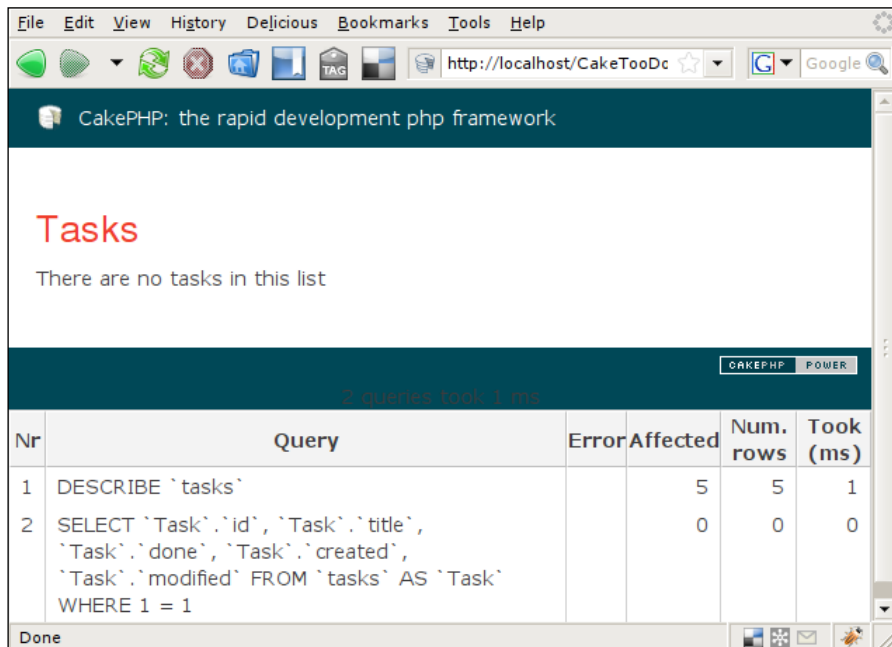 File Edit View History Delicious Bookmarks Tools Help
TAG http://localhost/CakeTooDo G Google
CakePHP: the rapid development php framework
Tasks
There are no tasks in this list
CAKEPHP POWER
2 queries took 1 ms
Nr Query Error Affected Num. rows Took (ms)
1 DESCRIBE `tasks` 5 5 1
2 SELECT `Task`.`id`, `Task`.`title`, 0 0 0
`Task`.`done`, `Task`.`created`,
`Task`.`modified` FROM `tasks` AS `Task`
WHERE 1 = 1
Done